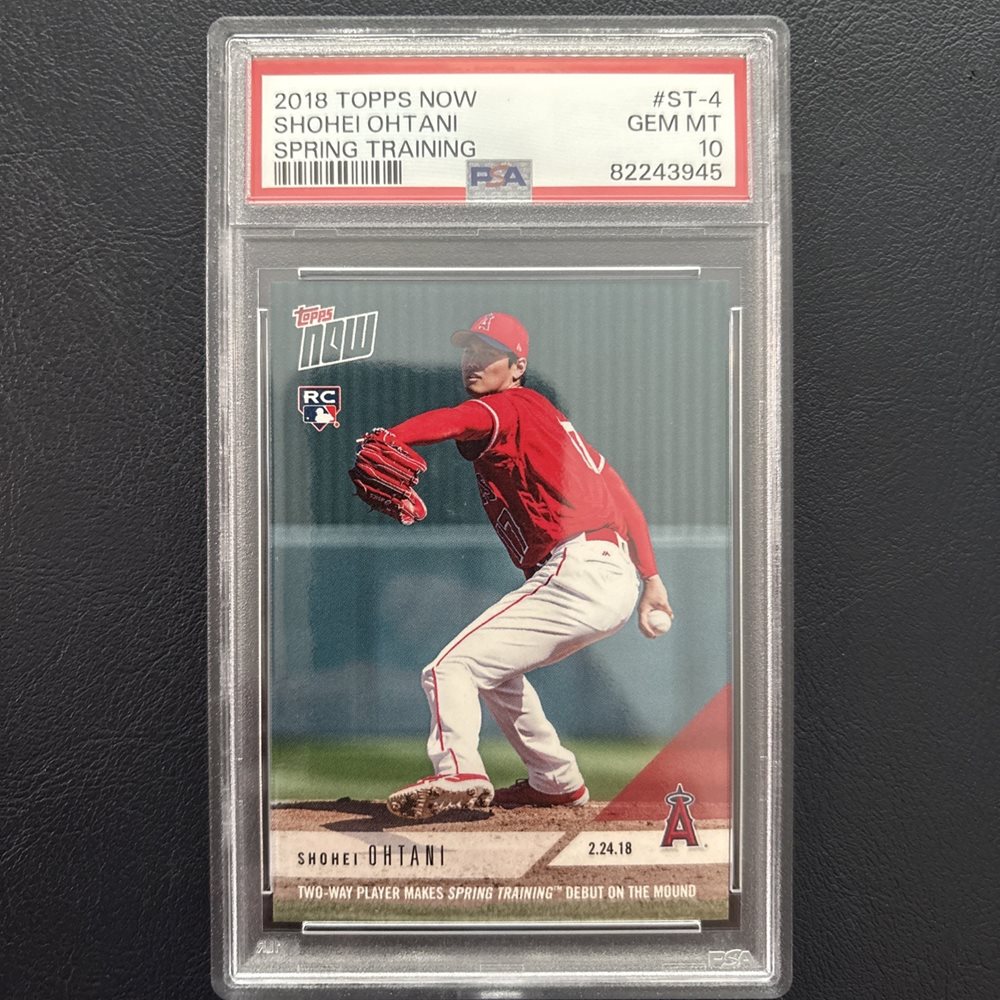 2018 TOPPS NOW #ST-4
SHOHEI OHTANI GEM MT
SPRING TRAINING 10
PSA 82243945
topps
NOW
RC
A
17
SHOHEI OHTANI
2.24.18
A
TWO-WAY PLAYER MAKES SPRING TRAINING™ DEBUT ON THE MOUND
PSA